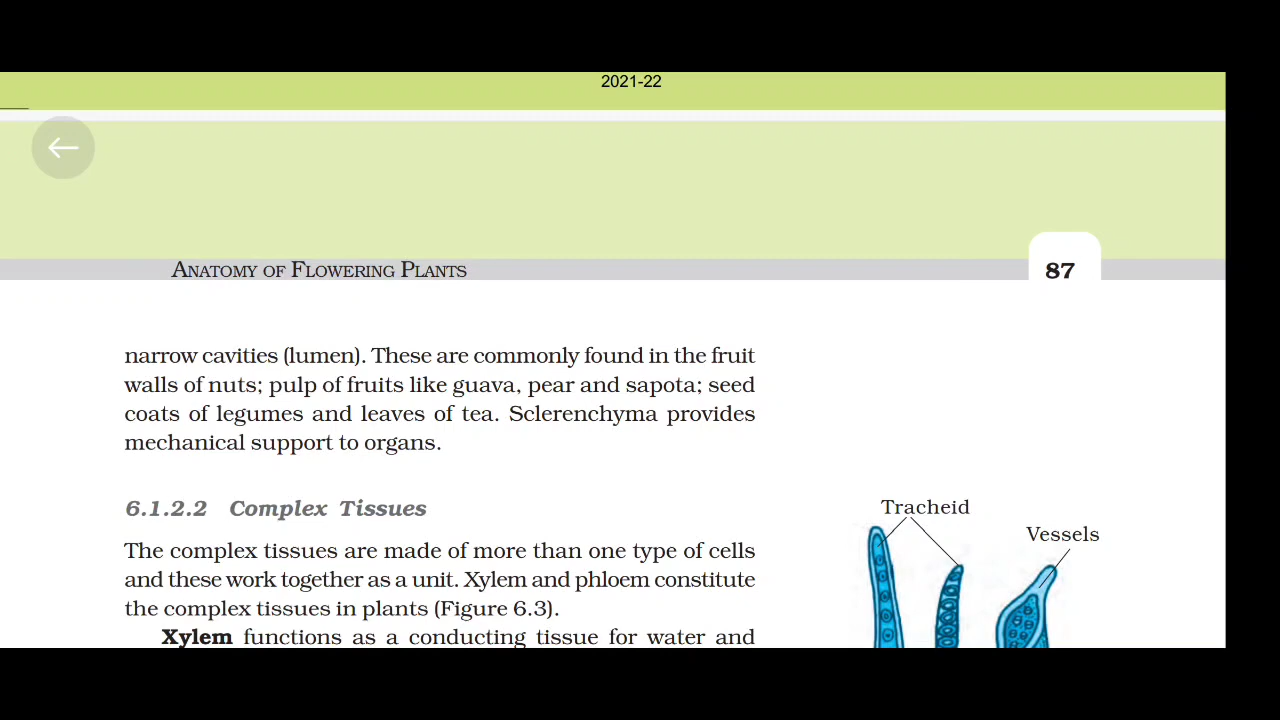 2021-22
ANATOMY OF FLOWERING PLANTS
87
narrow cavities (lumen). These are commonly found in the fruit
walls of nuts; pulp of fruits like guava, pear and sapota; seed
coats of legumes and leaves of tea. Sclerenchyma provides
mechanical support to organs.
6.1.2.2 Complex Tissues
The complex tissues are made of more than one type of cells
and these work together as a unit. Xylem and phloem constitute
the complex tissues in plants (Figure 6.3).
Xylem functions as a conducting tissue for water and
Tracheid
Vessels